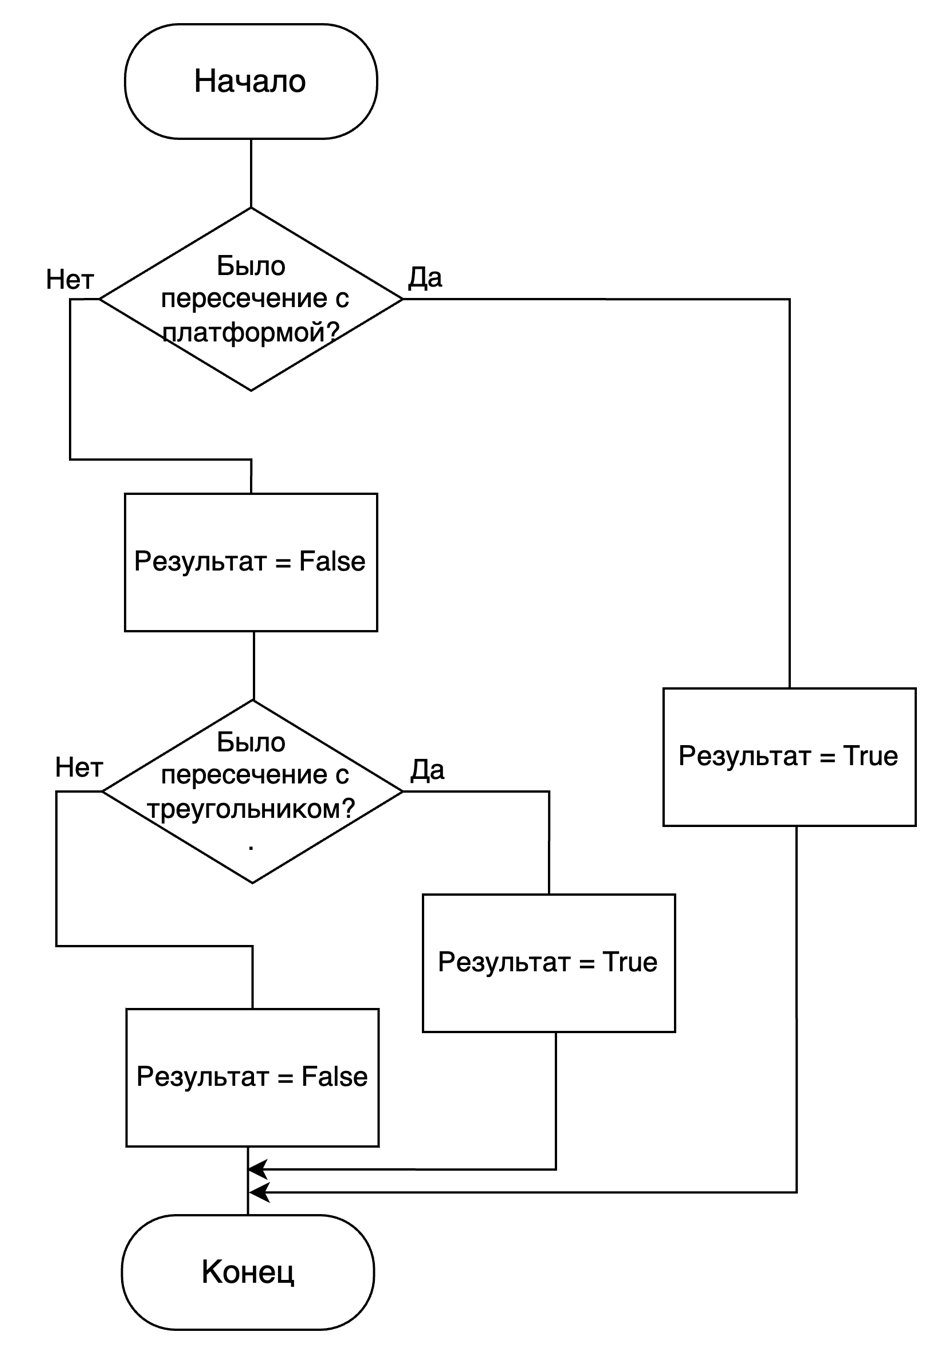 Начало
Нет
Да
Было
пересечение с
платформой?
Результат = False
Нет
Да
Было
пересечение с
треугольником?
.
Результат = True
Результат = True
Результат = False
Конец